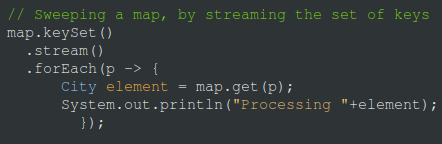 // Sweeping a map, by streaming the set of keys
map.keySet()
  .stream()
  .forEach(p -> {
      City element = map.get(p);
      System.out.println("Processing "+element);
        });